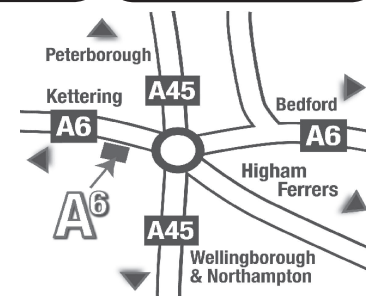 Peterborough
A45
Kettering
A6
Bedford
A6
Higham
Ferrers
A6
A45
Wellingborough
& Northampton